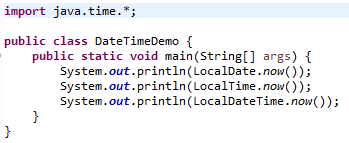 import java.time.*;
public class DateTimeDemo {
    public static void main(String[] args) {
        System.out.println(LocalDate.now());
        System.out.println(LocalTime.now());
        System.out.println(LocalDateTime.now());
    }
}